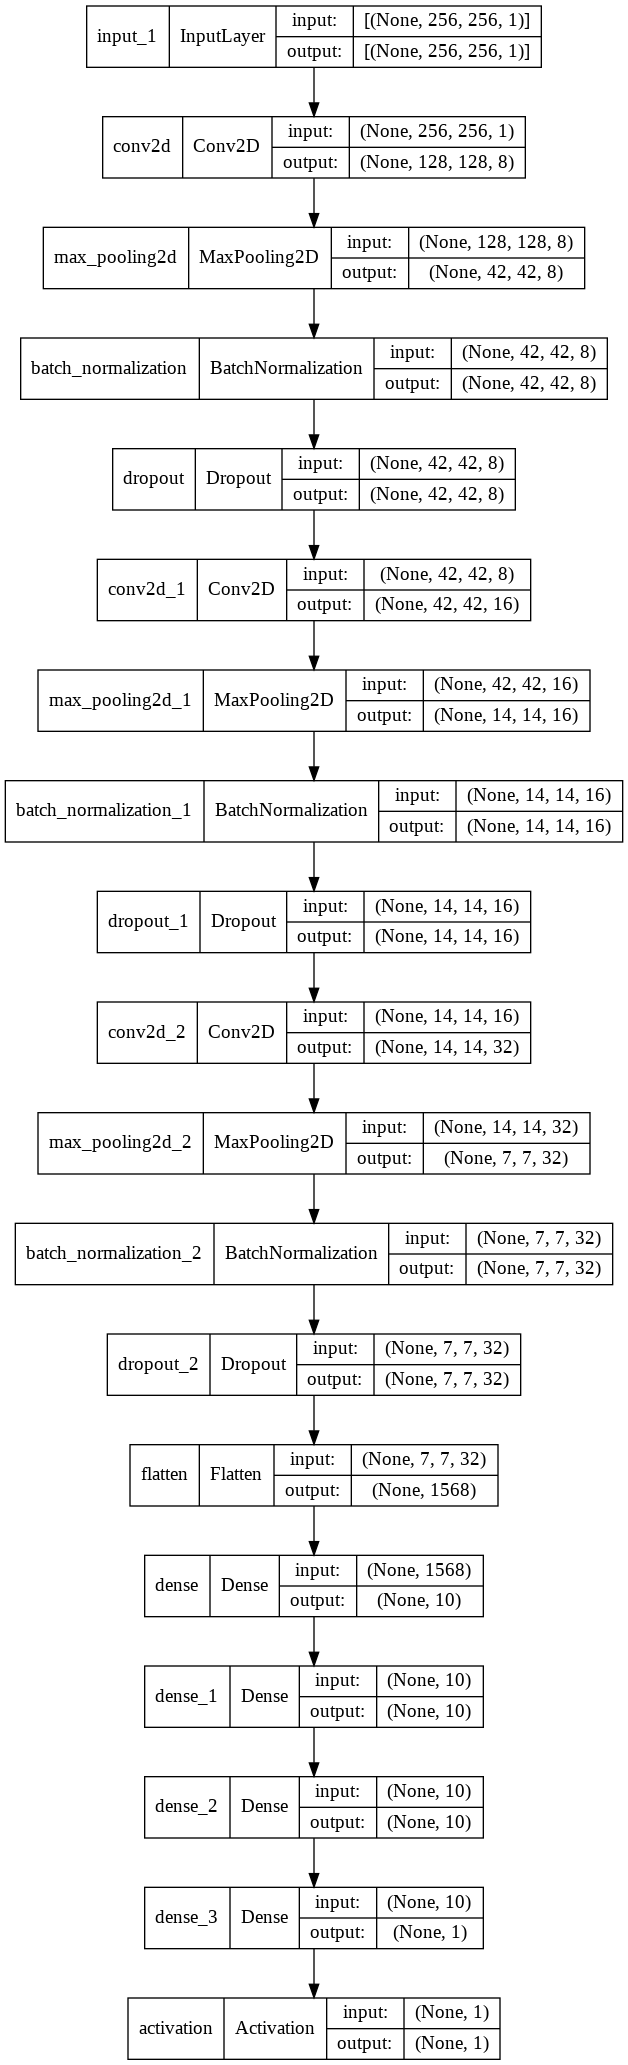 input_1 InputLayer input: [(None, 256, 256, 1)]
output: [(None, 256, 256, 1)]
conv2d Conv2D input: (None, 256, 256, 1)
output: (None, 128, 128, 8)
max_pooling2d MaxPooling2D input: (None, 128, 128, 8)
output: (None, 42, 42, 8)
batch_normalization BatchNormalization input: (None, 42, 42, 8)
output: (None, 42, 42, 8)
dropout Dropout input: (None, 42, 42, 8)
output: (None, 42, 42, 8)
conv2d_1 Conv2D input: (None, 42, 42, 8)
output: (None, 42, 42, 16)
max_pooling2d_1 MaxPooling2D input: (None, 42, 42, 16)
output: (None, 14, 14, 16)
batch_normalization_1 BatchNormalization input: (None, 14, 14, 16)
output: (None, 14, 14, 16)
dropout_1 Dropout input: (None, 14, 14, 16)
output: (None, 14, 14, 16)
conv2d_2 Conv2D input: (None, 14, 14, 16)
output: (None, 14, 14, 32)
max_pooling2d_2 MaxPooling2D input: (None, 14, 14, 32)
output: (None, 7, 7, 32)
batch_normalization_2 BatchNormalization input: (None, 7, 7, 32)
output: (None, 7, 7, 32)
dropout_2 Dropout input: (None, 7, 7, 32)
output: (None, 7, 7, 32)
flatten Flatten input: (None, 7, 7, 32)
output: (None, 1568)
dense Dense input: (None, 1568)
output: (None, 10)
dense_1 Dense input: (None, 10)
output: (None, 10)
dense_2 Dense input: (None, 10)
output: (None, 10)
dense_3 Dense input: (None, 10)
output: (None, 1)
activation Activation input: (None, 1)
output: (None, 1)